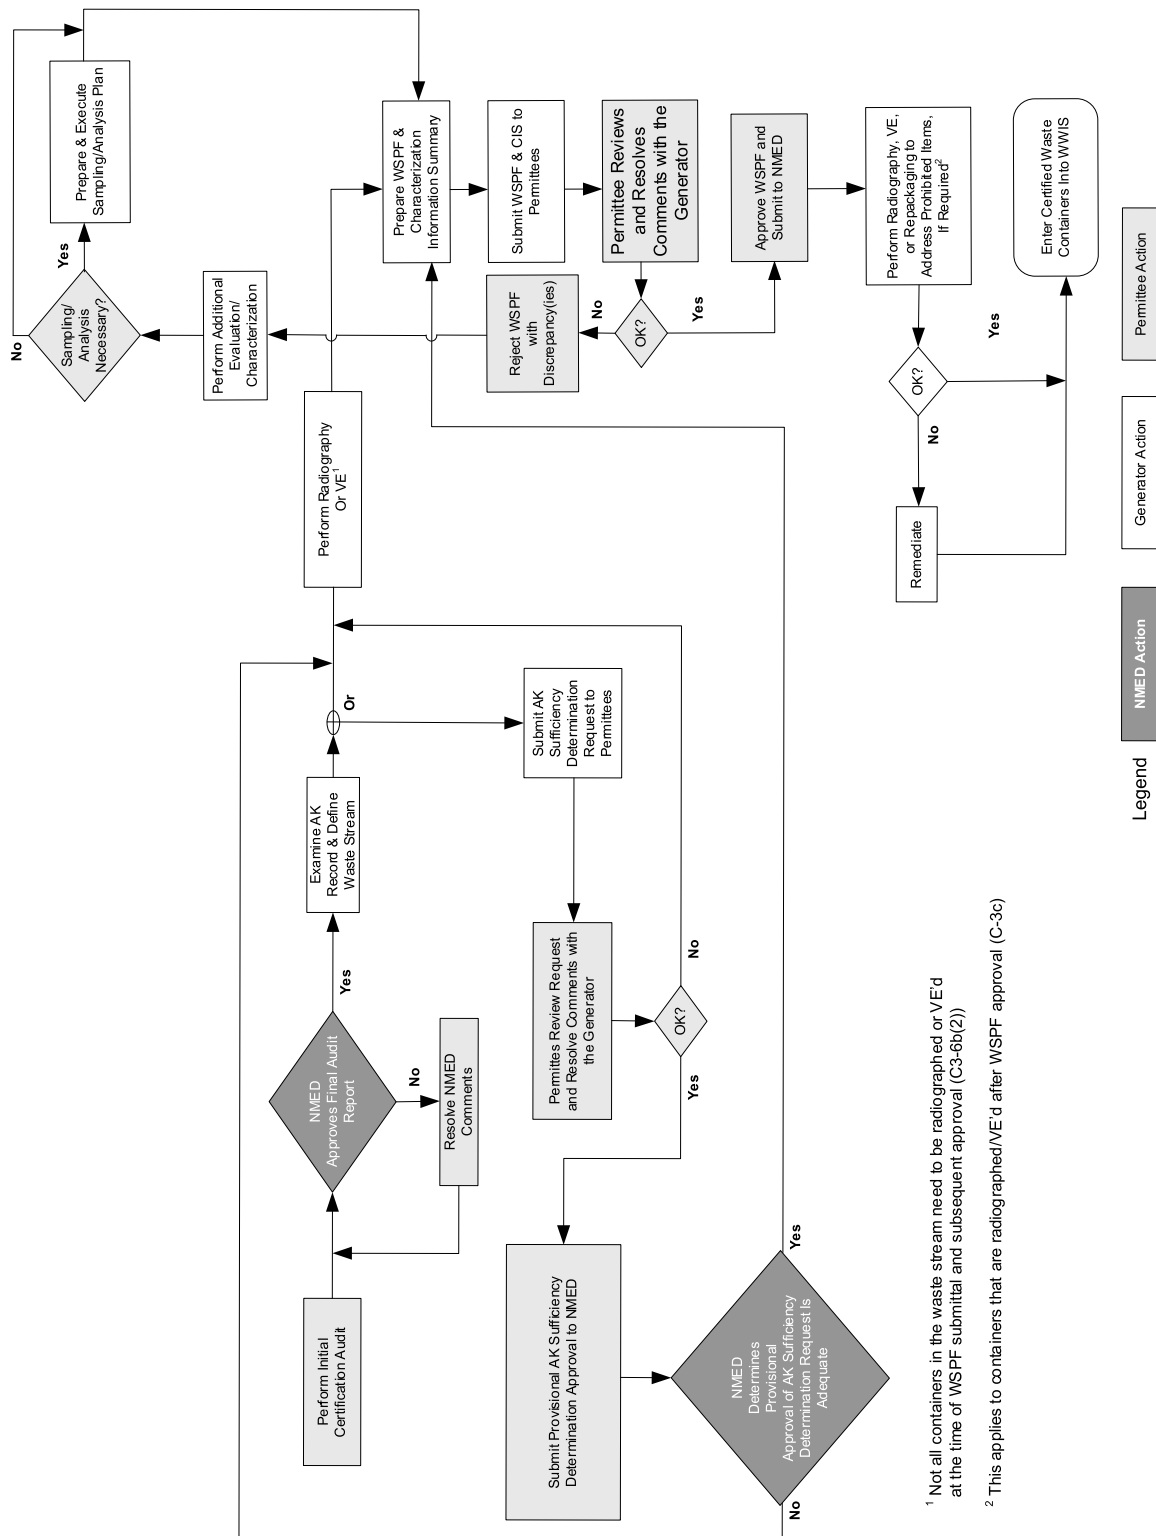 Perform Initial
Certification Audit
NMED
Approves Final Audit
Report
Yes
No
Resolve NMED
Comments
Examine AK
Record & Define
Waste Stream
Or
Submit AK
Sufficiency
Determination
Request to
Permittees
Permittes Review Request
and Resolve Comments with
the Generator
OK?
No
Yes
Submit Provisional AK Sufficiency
Determination Approval to NMED
NMED
Determines
Provisional
Approval of AK Sufficiency
Determination Request Is
Adequate
No
Yes
Perform Radiography
Or VE1
Perform Additional
Evaluation/
Characterization
Sampling/
Analysis
Necessary?
No
Yes
Prepare & Execute
Sampling/Analysis Plan
Prepare WSPF &
Characterization
Information Summary
Submit WSPF & CIS to
Permittees
Permittee Reviews
and Resolves
Comments with the
Generator
OK?
No
Yes
Reject WSPF
with
Discrepancy(ies)
Approve WSPF and
Submit to NMED
Perform Radiography, VE,
or Repackaging to
Address Prohibited Items,
If Required2
OK?
No
Yes
Remediate
Enter Certified Waste
Containers Into WWIS
1 Not all containers in the waste stream need to be radiographed or VE'd
at the time of WSPF submittal and subsequent approval (C3-6b(2))
2 This applies to containers that are radiographed/VE'd after WSPF approval (C-3c)
Legend
NMED Action
Generator Action
Permittee Action